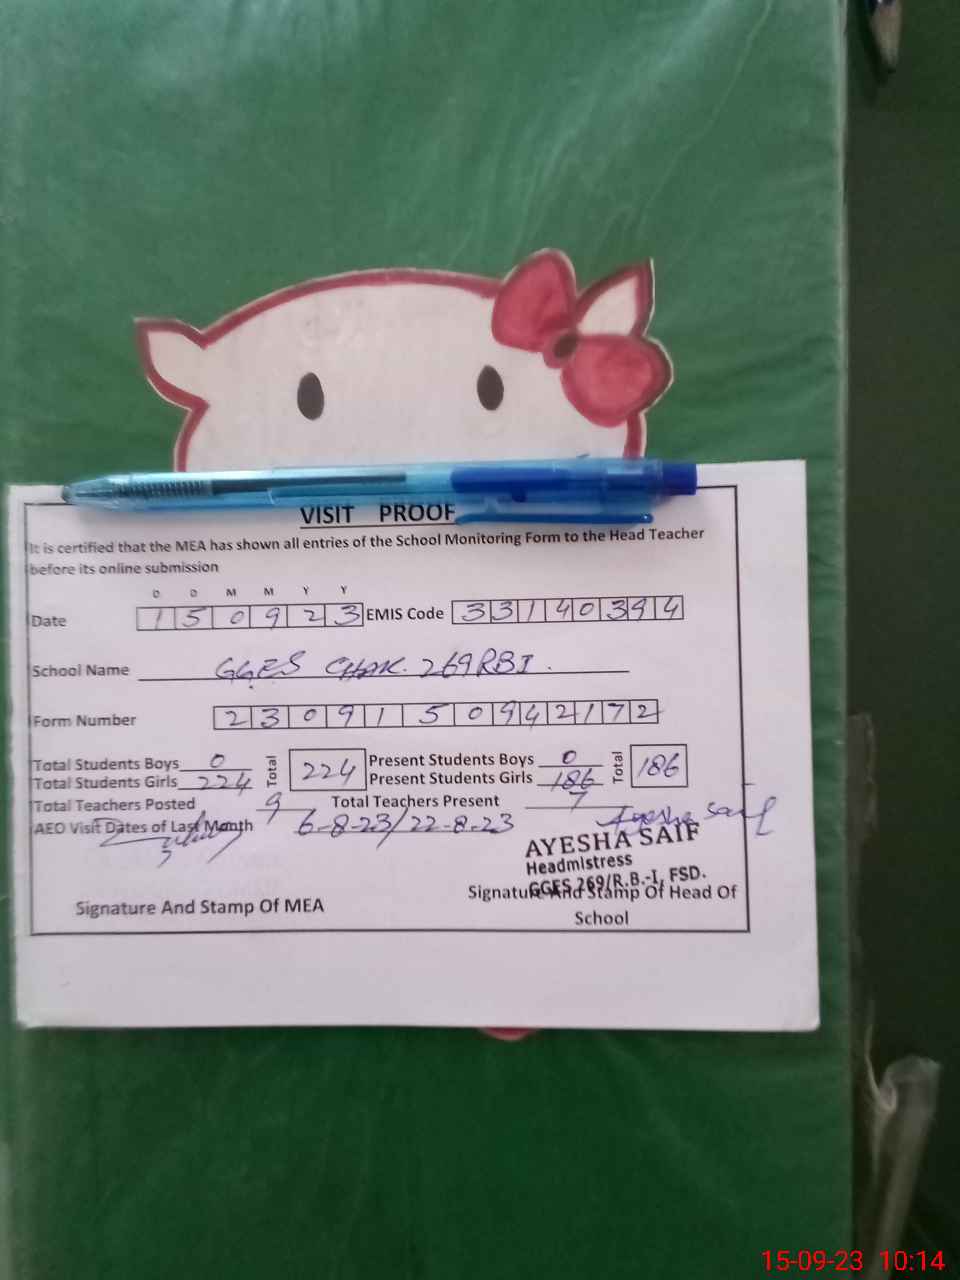 VISIT PROOF
It is certified that the MEA has shown all entries of the School Monitoring Form to the Head Teacher
before its online submission
D D M M Y Y
Date 1 5 0 9 2 3 EMIS Code 3 3 1 4 0 3 9 4
School Name GGES CHAK. 269RBI.
Form Number 2 3 0 9 1 5 0 9 4 2 1 7 2
Total Students Boys 0 Total 224 Present Students Boys 0 Total 186
Total Students Girls 224 Present Students Girls 186
Total Teachers Posted 9 Total Teachers Present 7
AEO Visit Dates of Last Month 6-8-23/22-8-23 Ayesha Saif
AYESHA SAIF
Headmistress
GGES 269/R.B.-I, FSD.
Signature And Stamp Of MEA Signature And Stamp Of Head Of
School
15-09-23 10:14